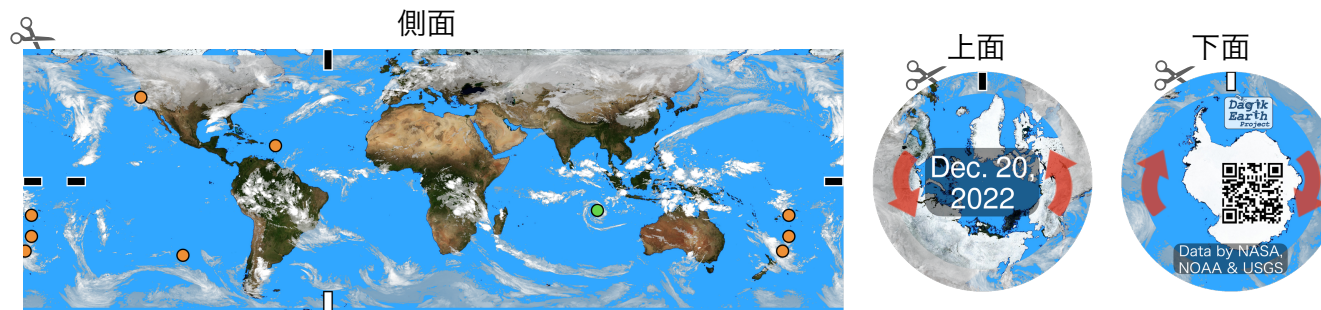 側面
上面
下面
Dec. 20,
2022
Dagik
Earth
Project
Data by NASA,
NOAA & USGS